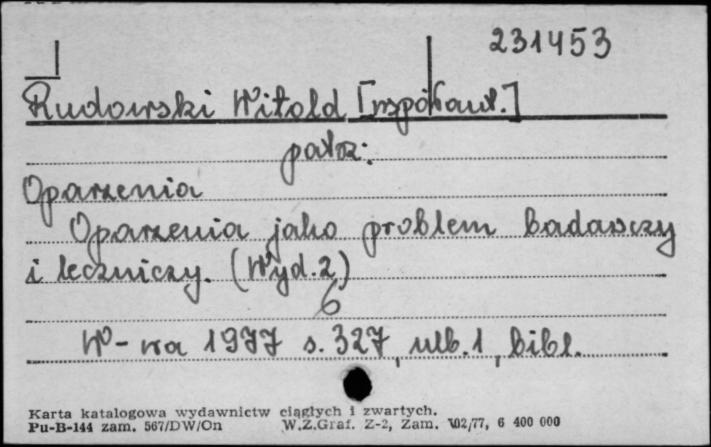 231453
Rudowski Witold [współaut.]
patrz:
Oparzenia
Oparzenia jako problem badawczy
i leczniczy. (Wyd. 2)
6
W-wa 1977 s. 327, ulb. 1, bibl.
Karta katalogowa wydawnictw ciągłych i zwartych.
Pu-B-144 zam. 567/DW/On W.Z.Graf. Z-2, Zam. 102/77, 6 400 000